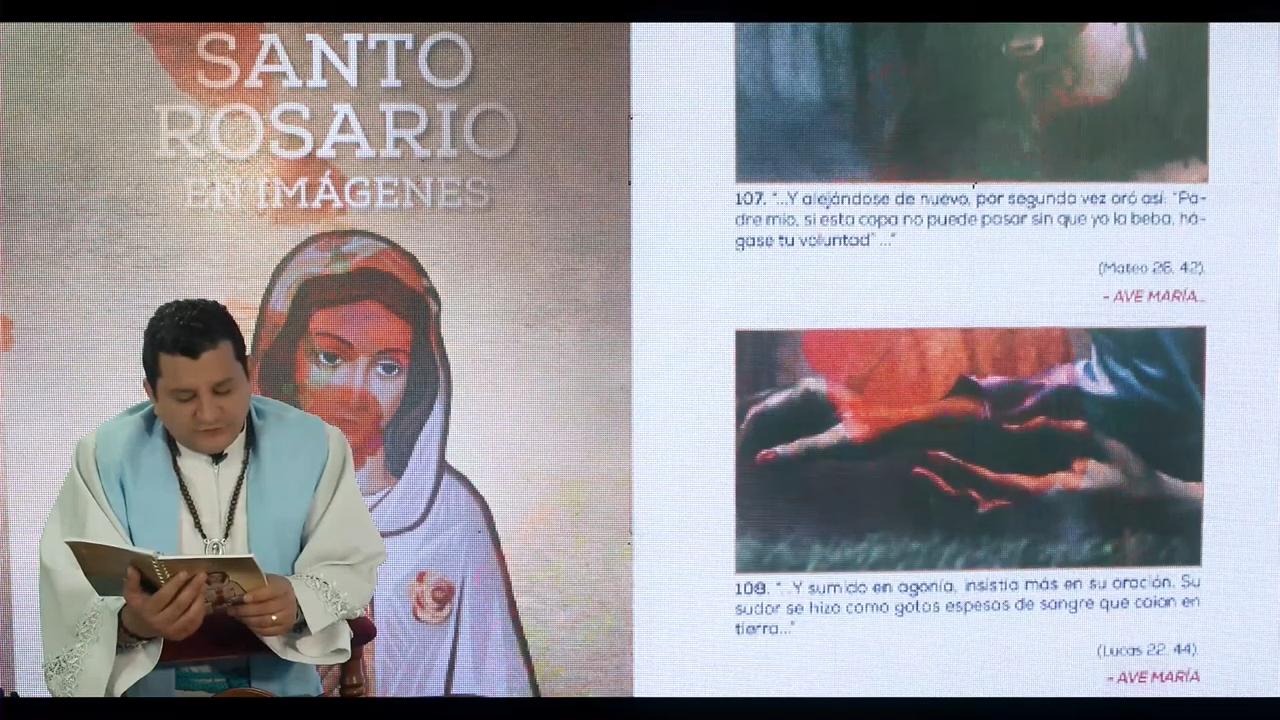 SANTO
ROSARIO
EN IMÁGENES
107. "...Y alejándose de nuevo, por segunda vez oró así: "Pa-
dre mío, si esta copa no puede pasar sin que yo la beba, há-
gase tu voluntad" ..."
(Mateo 26, 42).
- AVE MARÍA...
108. "...Y sumido en agonía, insistía más en su oración. Su
sudor se hizo como gotas espesas de sangre que caían en
tierra..."
(Lucas 22, 44).
- AVE MARÍA